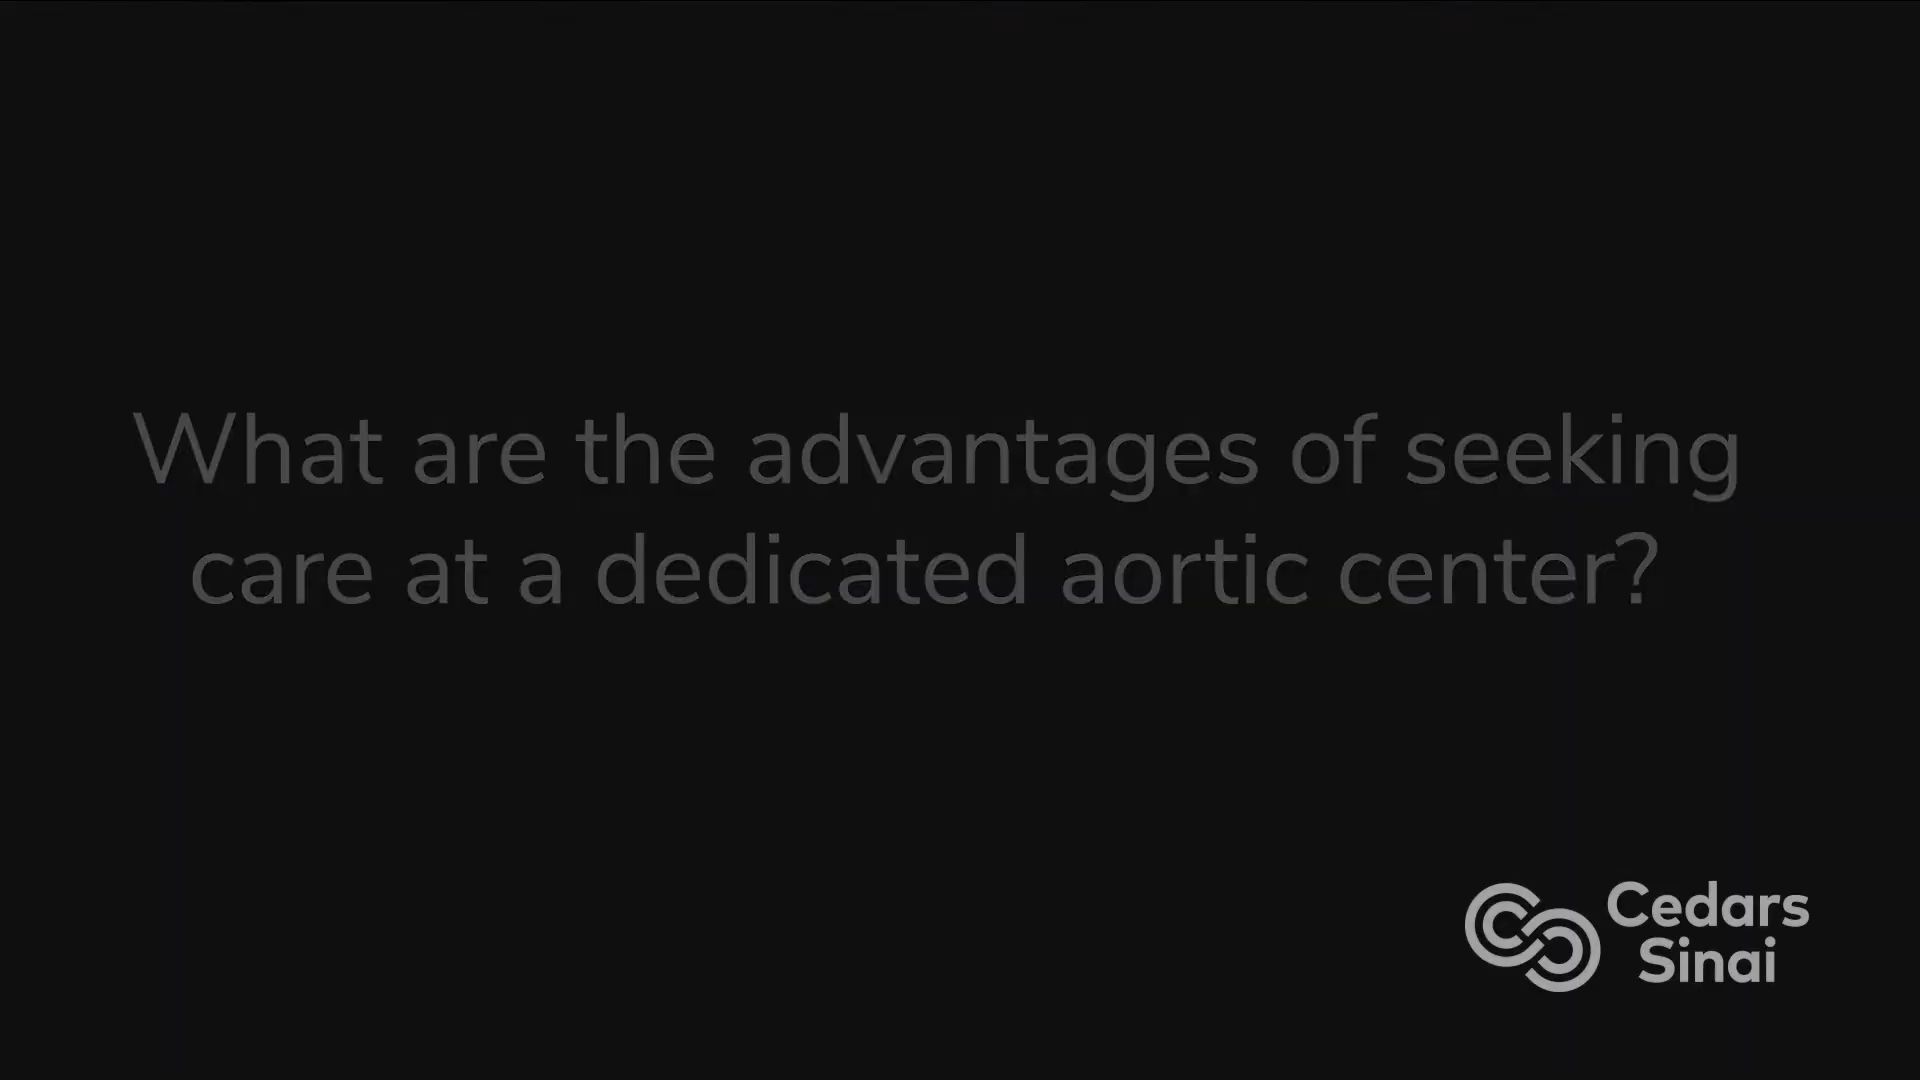 What are the advantages of seeking
care at a dedicated aortic center?
Cedars
Sinai